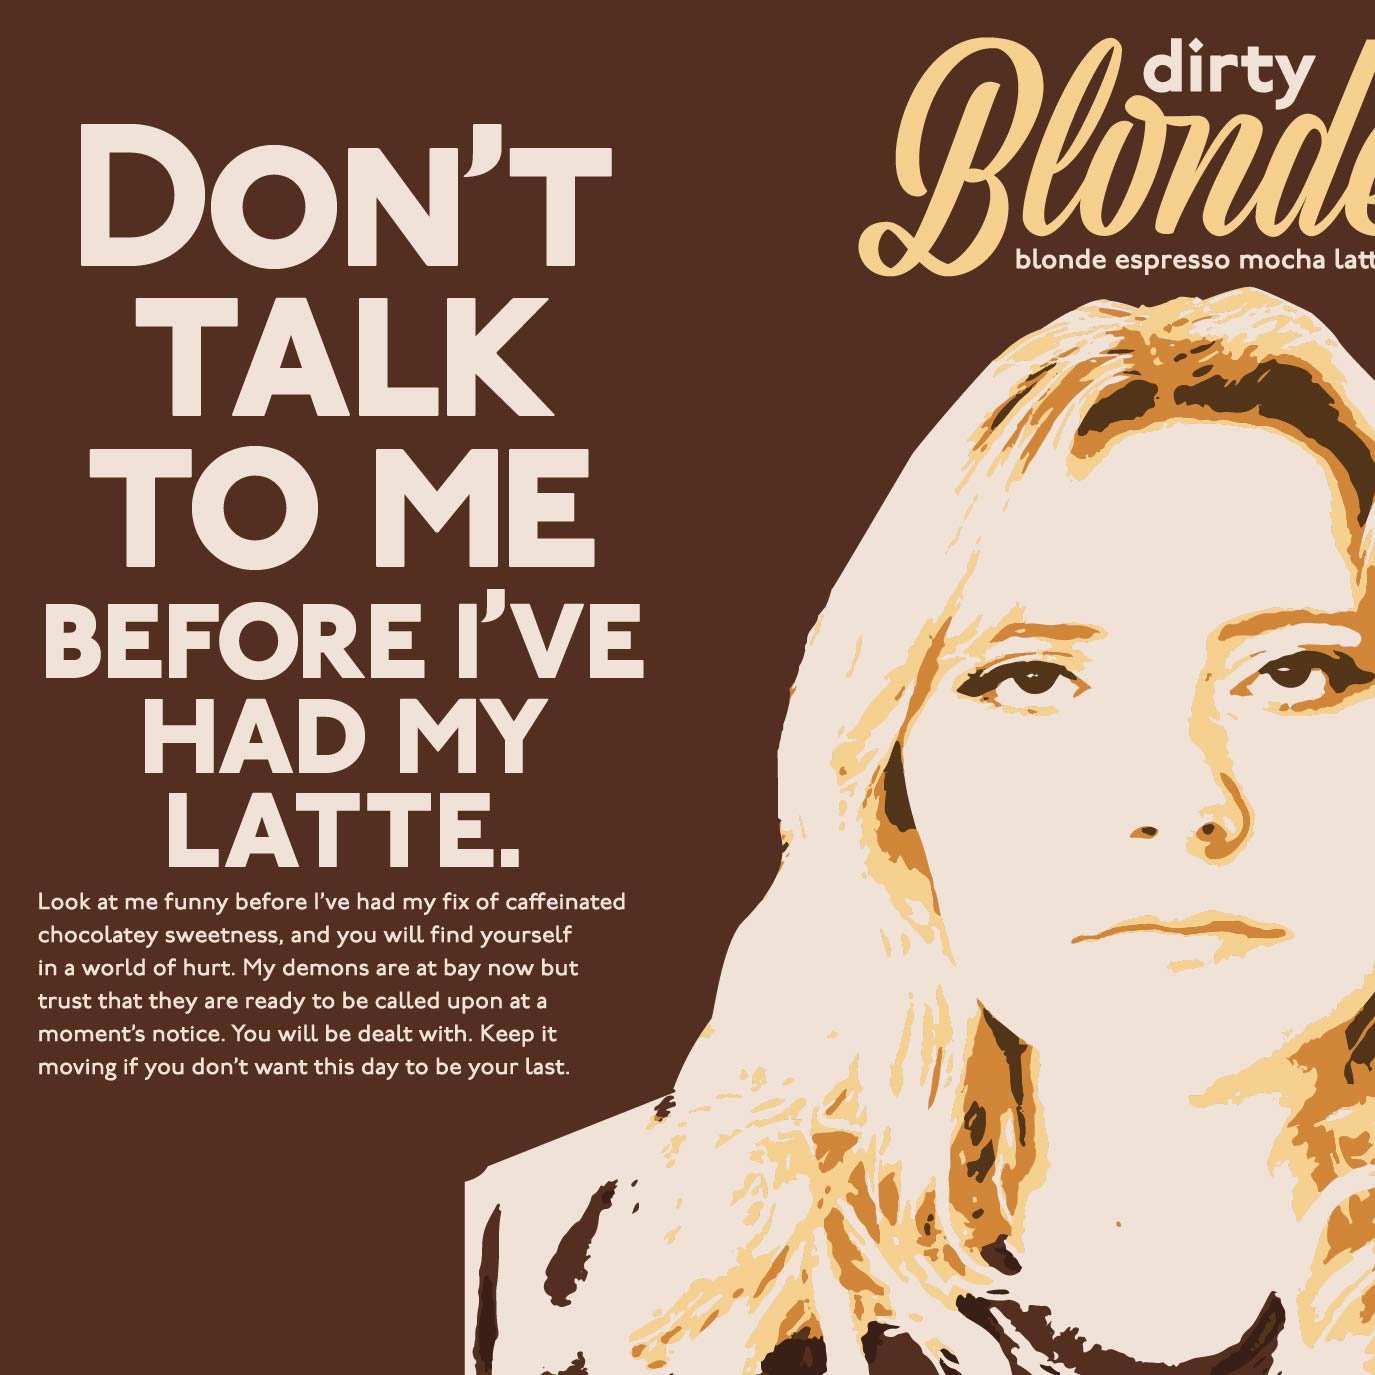 DON'T
TALK
TO ME
BEFORE I'VE
HAD MY
LATTE.
Look at me funny before I've had my fix of caffeinated
chocolatey sweetness, and you will find yourself
in a world of hurt. My demons are at bay now but
trust that they are ready to be called upon at a
moment's notice. You will be dealt with. Keep it
moving if you don't want this day to be your last.
dirty
Blonde
blonde espresso mocha latt